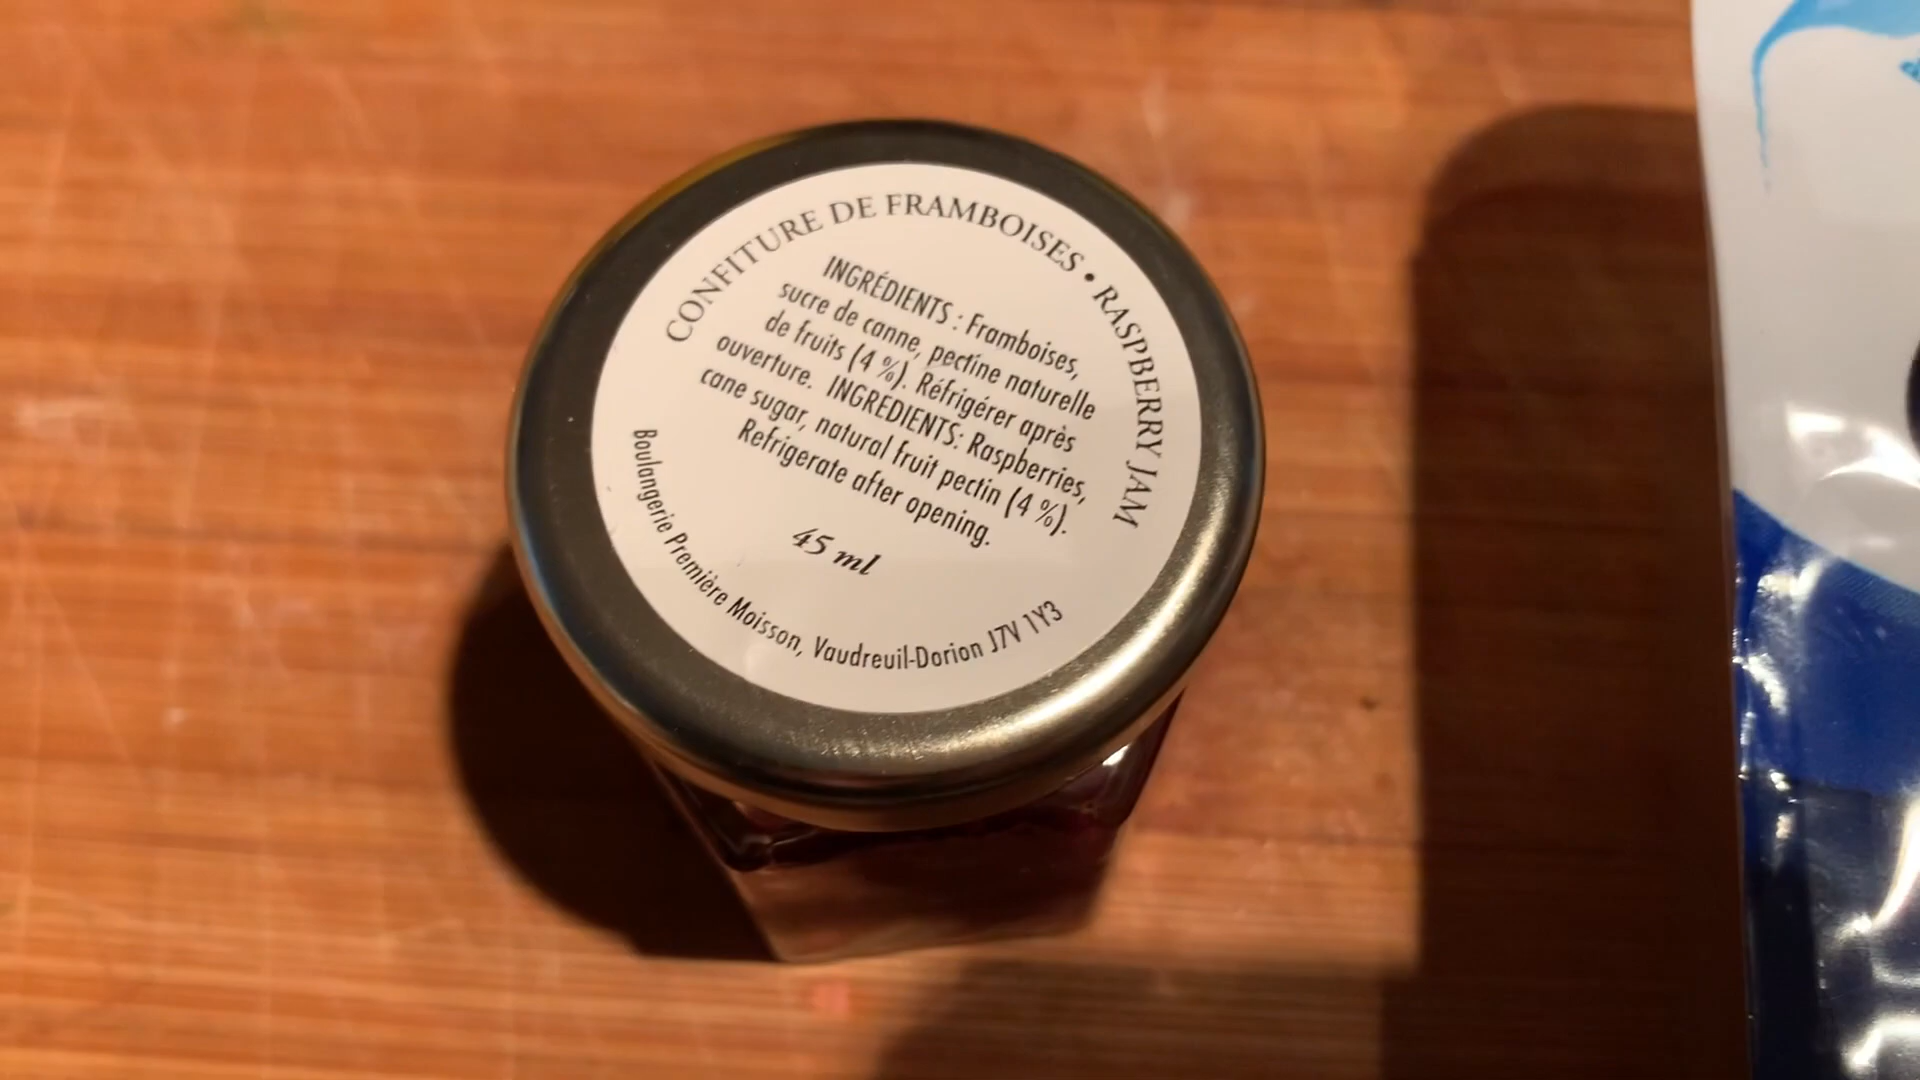 CONFITURE DE FRAMBOISES • RASPBERRY JAM
INGRÉDIENTS : Framboises,
sucre de canne, pectine naturelle
de fruits (4 %). Réfrigérer après
ouverture. INGREDIENTS: Raspberries,
cane sugar, natural fruit pectin (4 %).
Refrigerate after opening.
45 ml
Boulangerie Première Moisson, Vaudreuil-Dorion J7V 1Y3